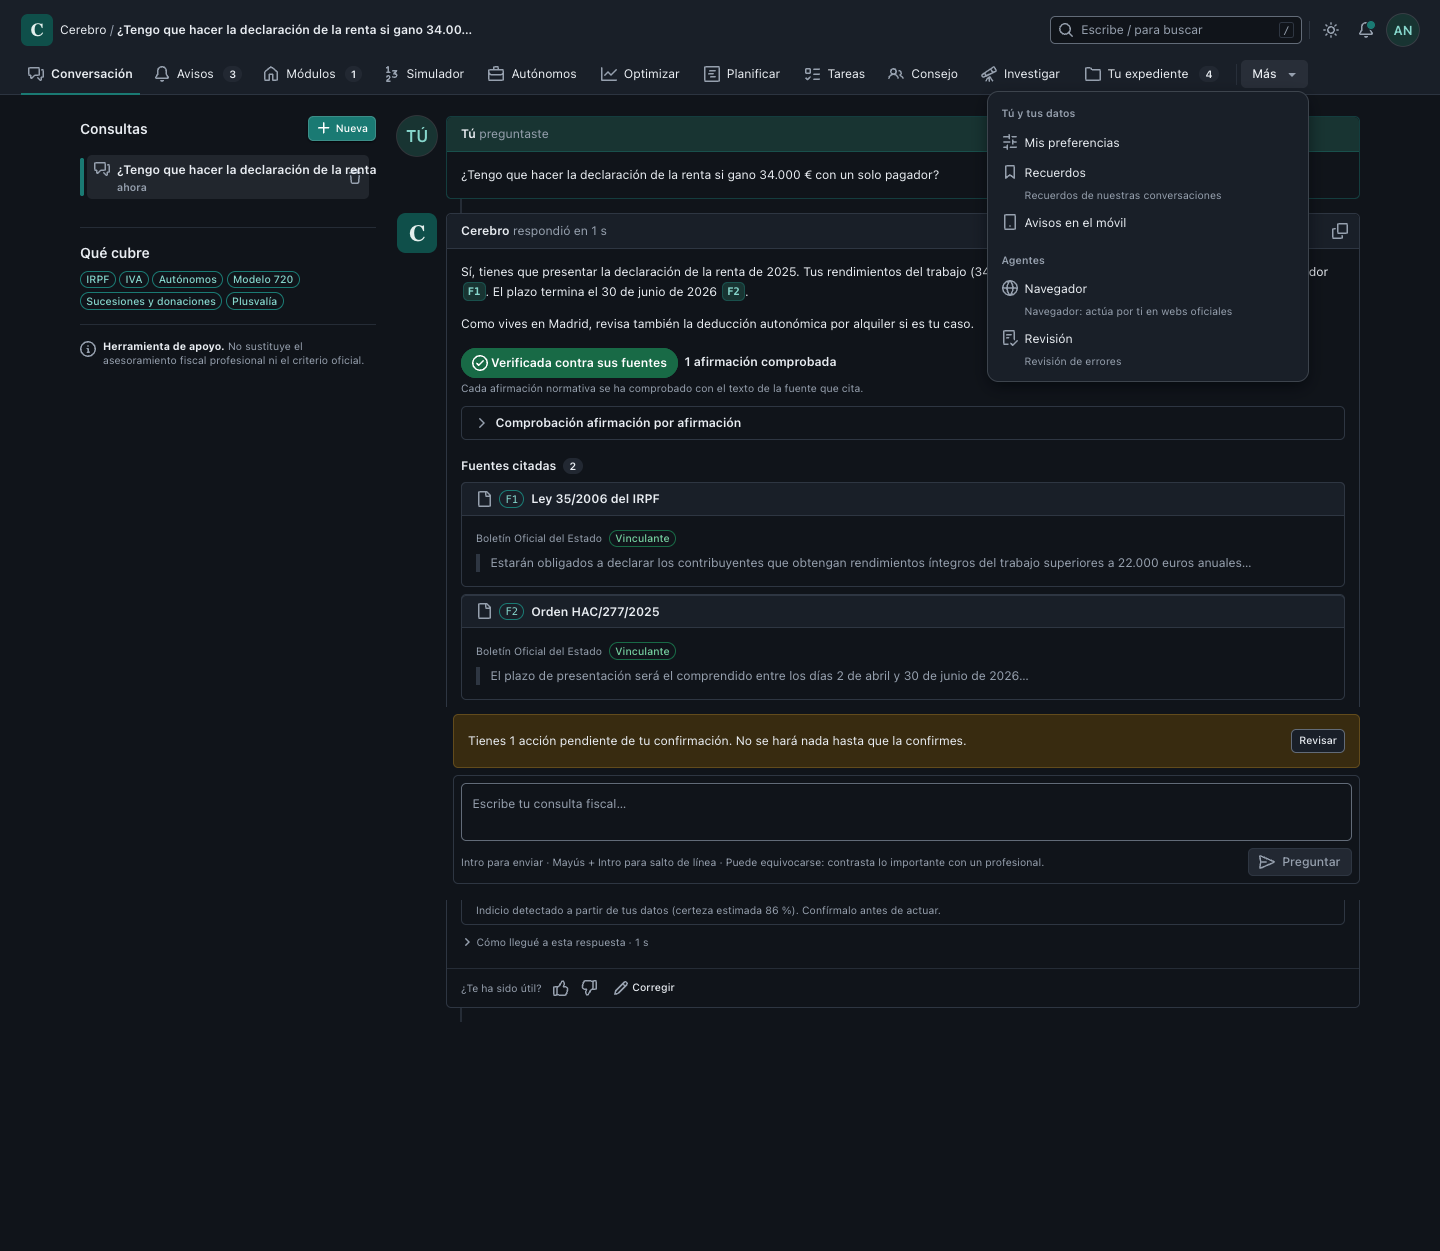 C Cerebro / ¿Tengo que hacer la declaración de la renta si gano 34.00...
Escribe / para buscar /
AN
Conversación Avisos 3 Módulos 1 Simulador Autónomos Optimizar Planificar Tareas Consejo Investigar Tu expediente 4 Más
Tú y tus datos
Mis preferencias
Recuerdos
Recuerdos de nuestras conversaciones
Avisos en el móvil
Agentes
Navegador
Navegador: actúa por ti en webs oficiales
Revisión
Revisión de errores
Consultas
Nueva
¿Tengo que hacer la declaración de la renta
ahora
Qué cubre
IRPF IVA Autónomos Modelo 720
Sucesiones y donaciones Plusvalía
Herramienta de apoyo. No sustituye el
asesoramiento fiscal profesional ni el criterio oficial.
TÚ
Tú preguntaste
¿Tengo que hacer la declaración de la renta si gano 34.000 € con un solo pagador?
C
Cerebro respondió en 1 s
Sí, tienes que presentar la declaración de la renta de 2025. Tus rendimientos del trabajo (34 dor
F1. El plazo termina el 30 de junio de 2026 F2.
Como vives en Madrid, revisa también la deducción autonómica por alquiler si es tu caso.
Verificada contra sus fuentes 1 afirmación comprobada
Cada afirmación normativa se ha comprobado con el texto de la fuente que cita.
Comprobación afirmación por afirmación
Fuentes citadas 2
F1 Ley 35/2006 del IRPF
Boletín Oficial del Estado Vinculante
Estarán obligados a declarar los contribuyentes que obtengan rendimientos íntegros del trabajo superiores a 22.000 euros anuales...
F2 Orden HAC/277/2025
Boletín Oficial del Estado Vinculante
El plazo de presentación será el comprendido entre los días 2 de abril y 30 de junio de 2026...
Tienes 1 acción pendiente de tu confirmación. No se hará nada hasta que la confirmes.
Revisar
Escribe tu consulta fiscal...
Intro para enviar · Mayús + Intro para salto de línea · Puede equivocarse: contrasta lo importante con un profesional.
Preguntar
Indicio detectado a partir de tus datos (certeza estimada 86 %). Confírmalo antes de actuar.
Cómo llegué a esta respuesta · 1 s
¿Te ha sido útil? Corregir